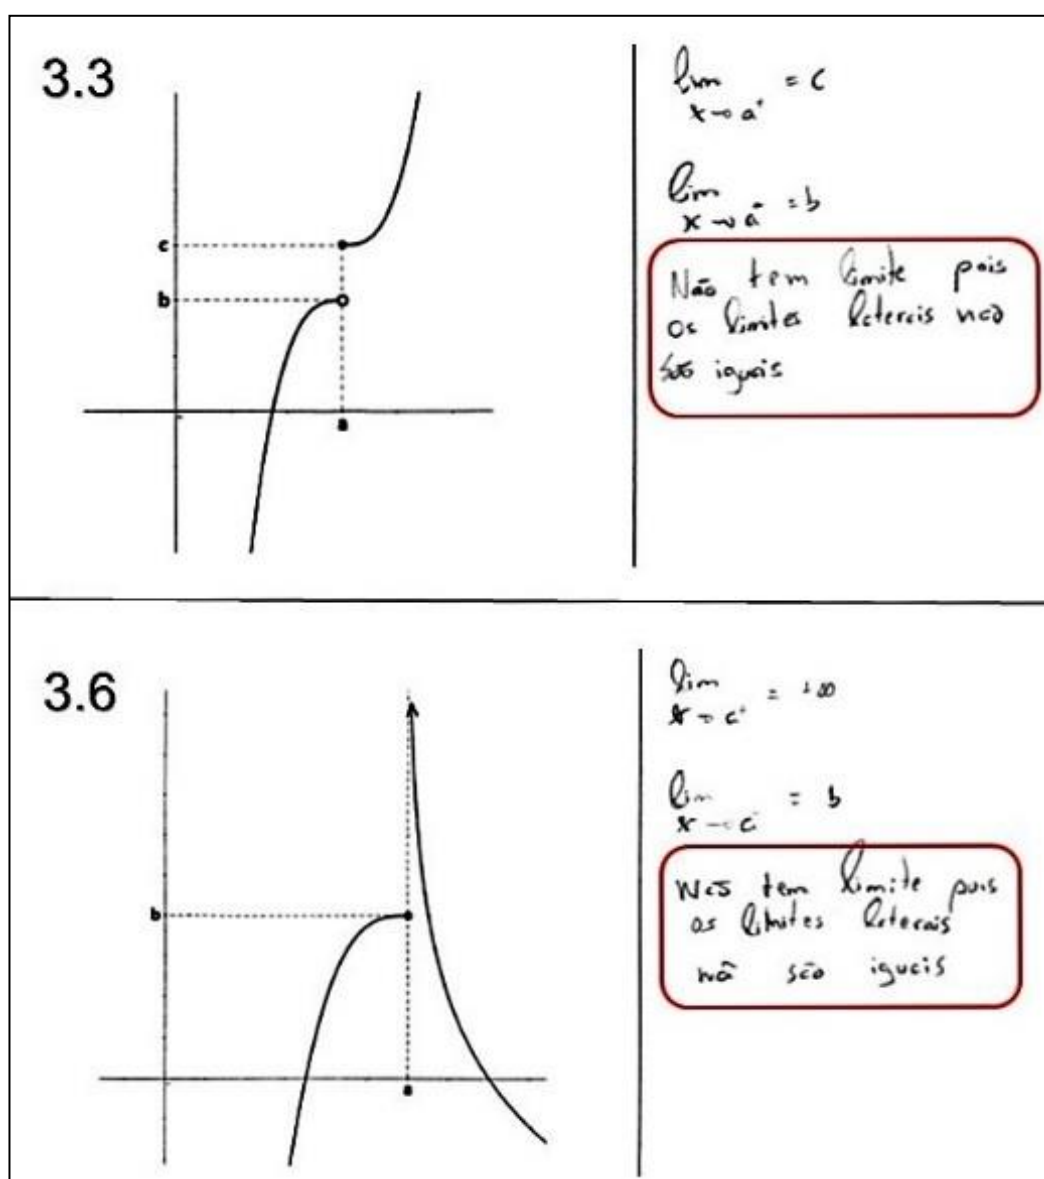 3.3
c
b
a
lim = c
x→a⁺
lim = b
x→a⁻
Não tem limite pois
os limites laterais não
são iguais
3.6
b
a
lim = +∞
x→a⁺
lim = b
x→a⁻
Não tem limite pois
os limites laterais
nã são iguais